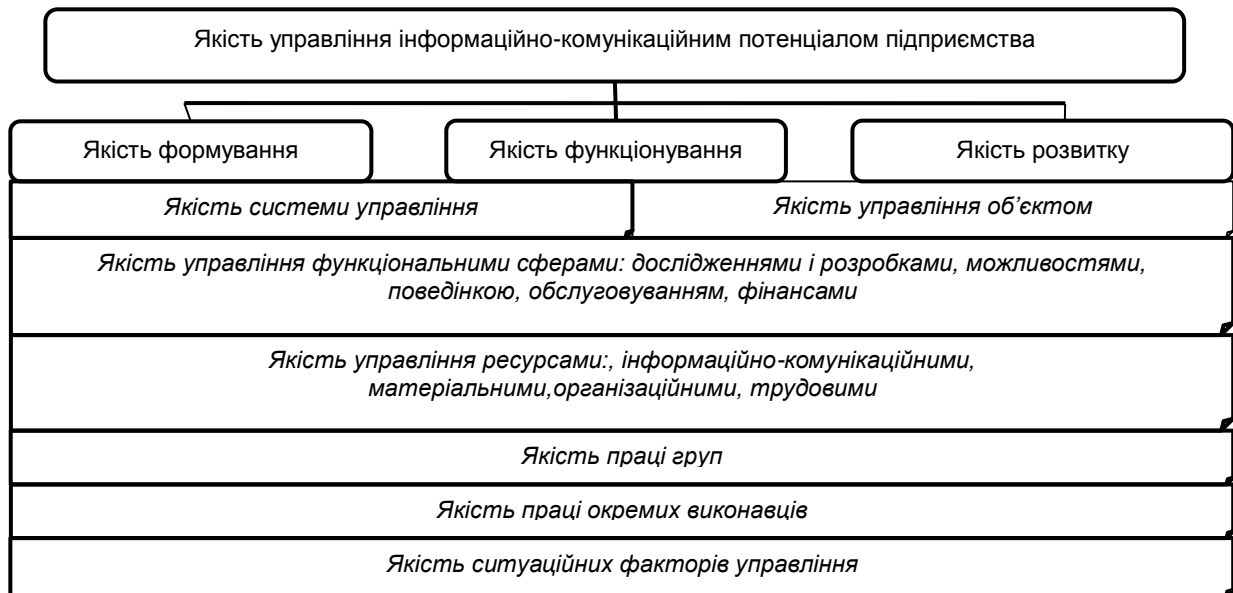 Якість управління інформаційно-комунікаційним потенціалом підприємства
Якість формування
Якість функціонування
Якість розвитку
Якість системи управління
Якість управління об’єктом
Якість управління функціональними сферами: дослідженнями і розробками, можливостями,
поведінкою, обслуговуванням, фінансами
Якість управління ресурсами:, інформаційно-комунікаційними,
матеріальними,організаційними, трудовими
Якість праці груп
Якість праці окремих виконавців
Якість ситуаційних факторів управління